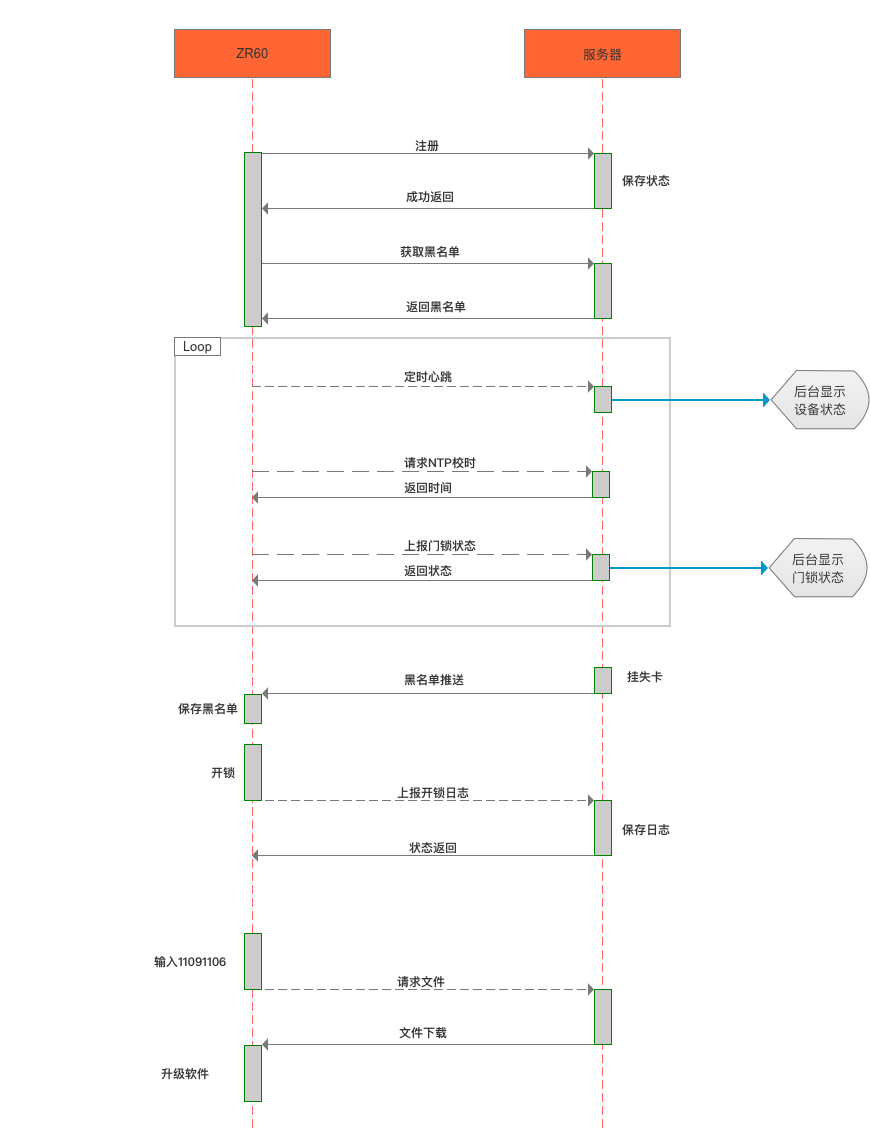 ZR60
服务器
注册
保存状态
成功返回
获取黑名单
返回黑名单
Loop
定时心跳
后台显示
设备状态
请求NTP校时
返回时间
上报门锁状态
后台显示
门锁状态
返回状态
挂失卡
黑名单推送
保存黑名单
开锁
上报开锁日志
保存日志
状态返回
输入11091106
请求文件
文件下载
升级软件